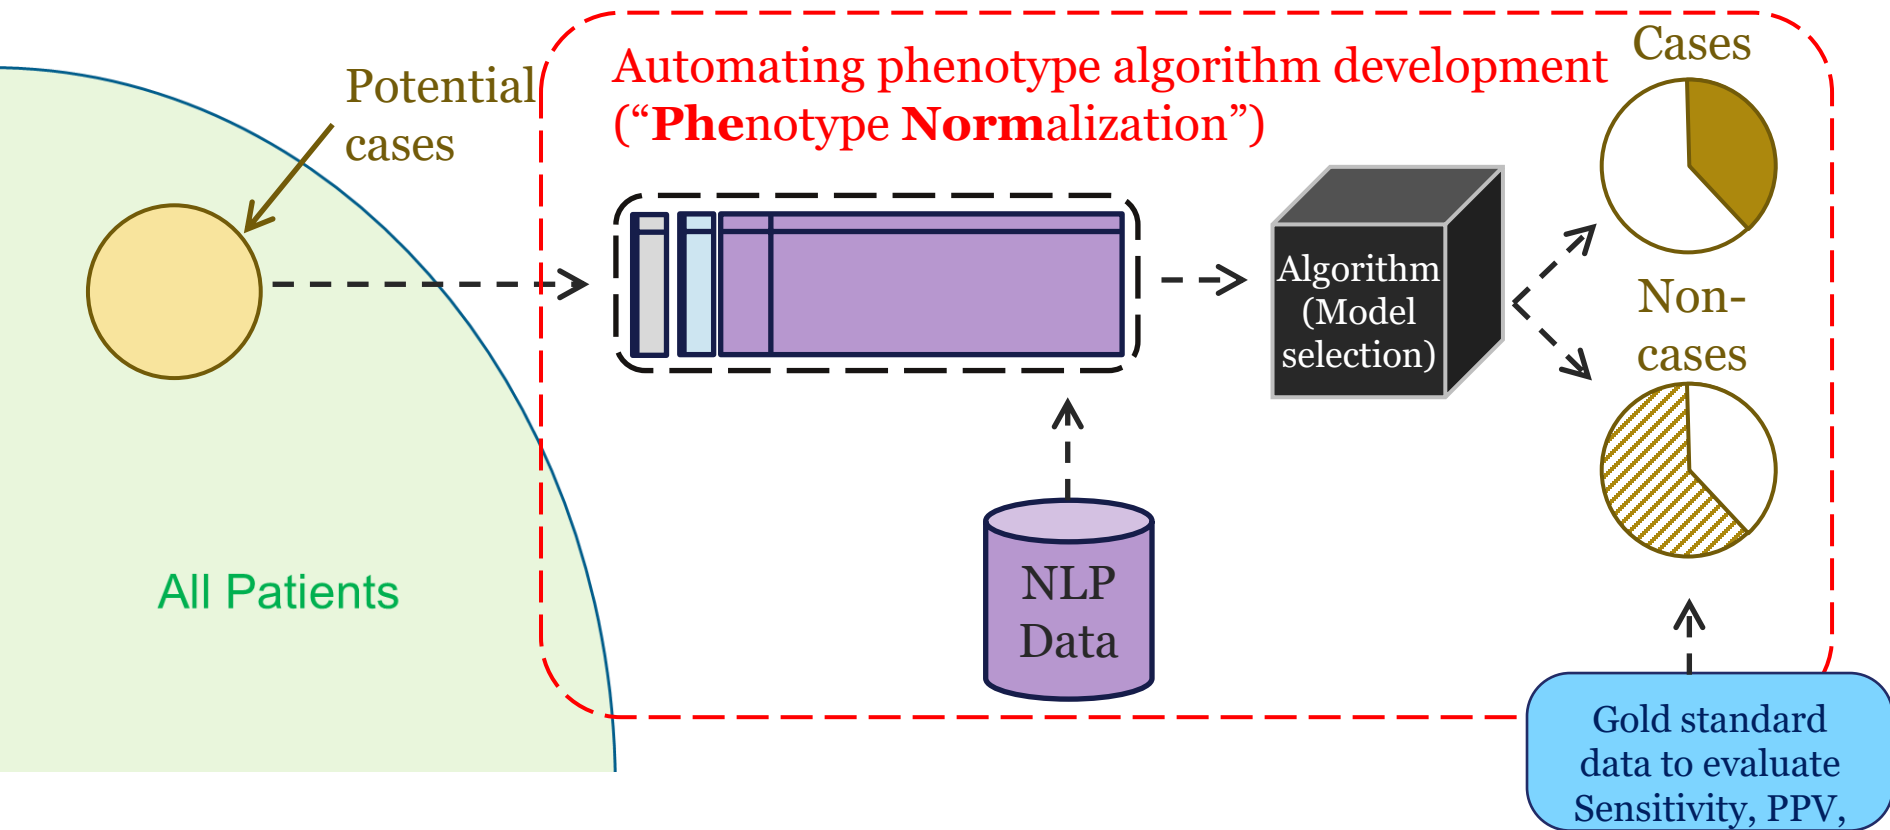 Potential
cases
Automating phenotype algorithm development
(“Phenotype Normalization”)
Cases
Algorithm
(Model
selection)
Non-
cases
All Patients
NLP
Data
Gold standard
data to evaluate
Sensitivity, PPV,